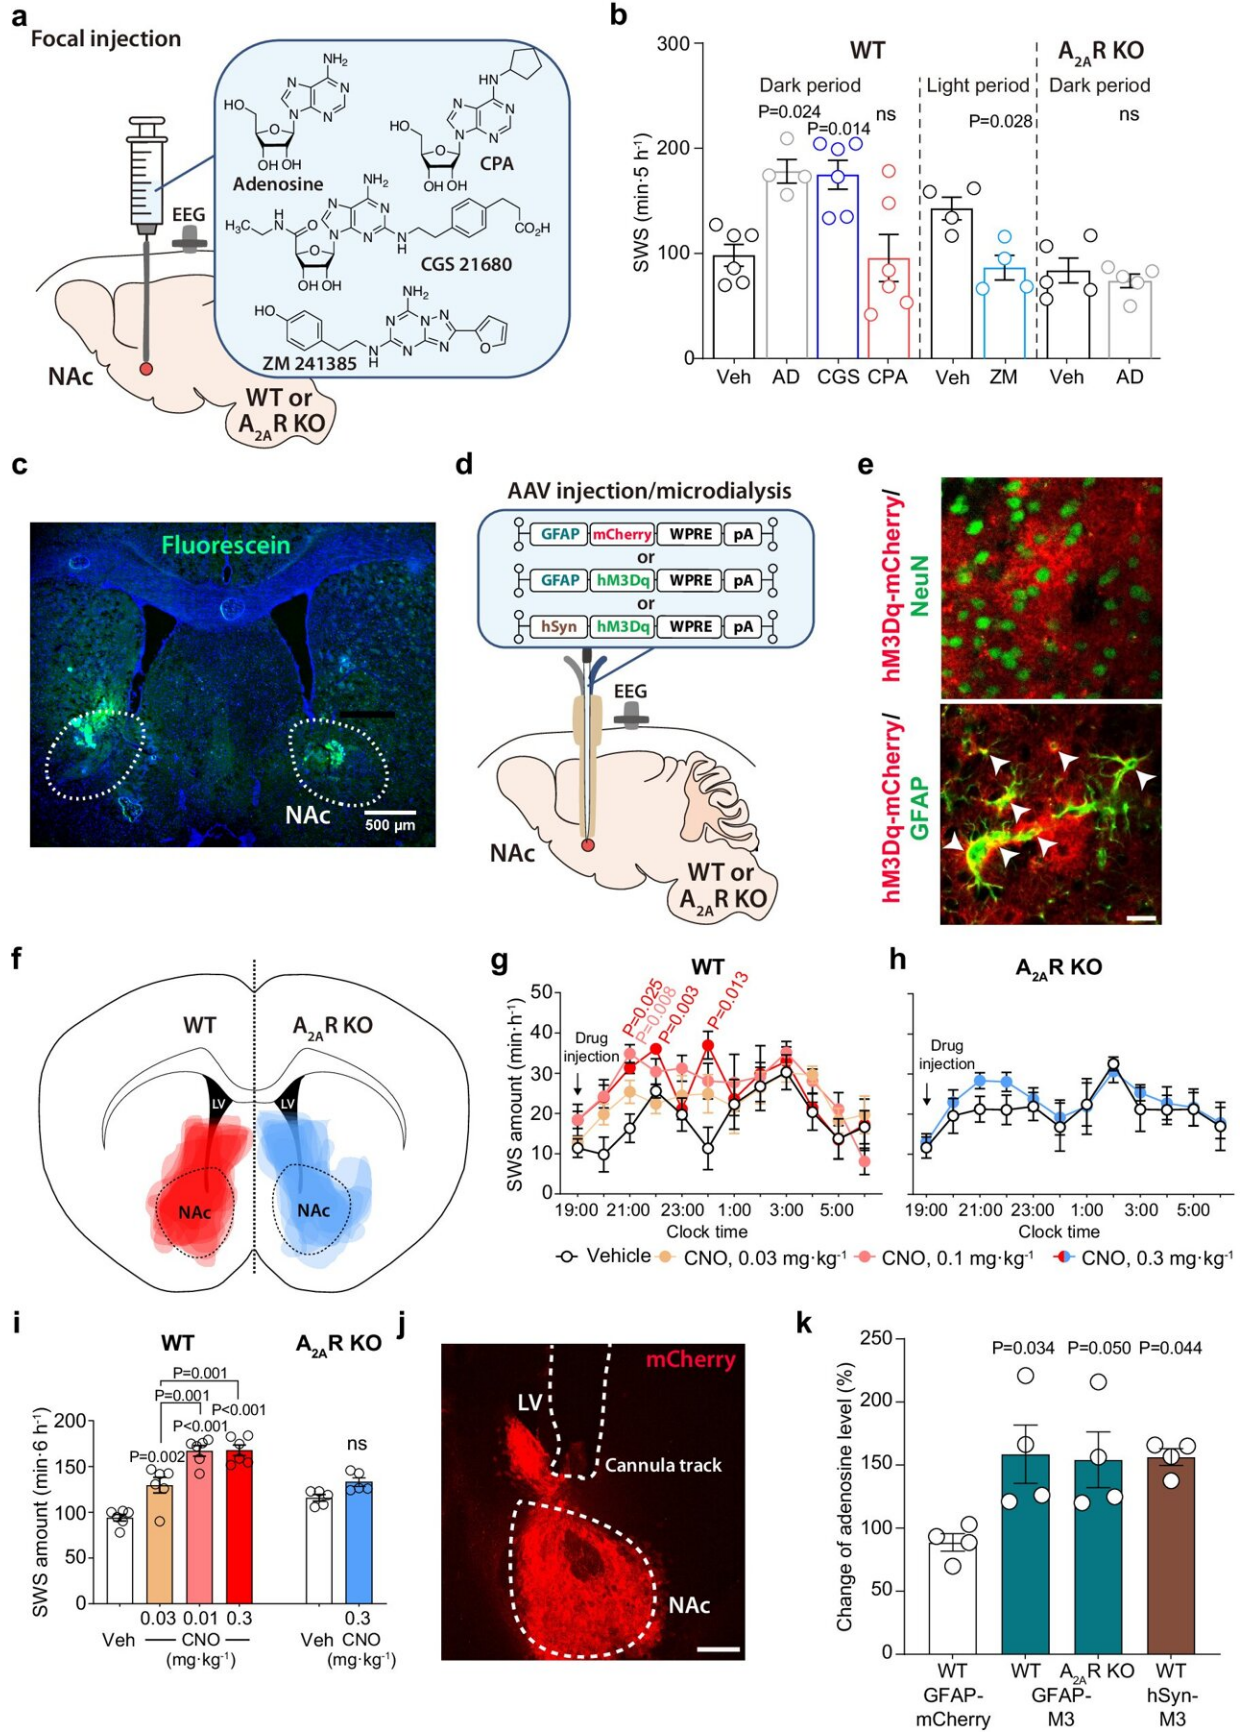 a
Focal injection
NH₂
HO
N
N
N
N
O
OH OH
Adenosine
HN
HO
N
N
N
N
O
OH OH
CPA
EEG
NH₂
H₃C
H
N
O
N
N
N
N
N
H
CO₂H
O
OH OH
CGS 21680
NH₂
HO
N
N
N
N
N
NH
N
O
ZM 241385
NAc
WT or
A₂AR KO
b
WT
A₂AR KO
Dark period
Light period
Dark period
P=0.024
P=0.014
ns
P=0.028
ns
SWS (min·5 h⁻¹)
300
200
100
0
Veh AD CGS CPA Veh ZM Veh AD
c
Fluorescein
NAc
500 µm
d
AAV injection/microdialysis
GFAP mCherry WPRE pA
or
GFAP hM3Dq WPRE pA
or
hSyn hM3Dq WPRE pA
EEG
NAc
WT or
A₂AR KO
e
hM3Dq-mCherry/
NeuN
hM3Dq-mCherry/
GFAP
f
WT
A₂AR KO
LV LV
NAc NAc
g
WT
P=0.025
P=0.008
P=0.003
P=0.013
Drug
injection
SWS amount (min·h⁻¹)
50
40
30
20
10
0
19:00 21:00 23:00 1:00 3:00 5:00
Clock time
h
A₂AR KO
Drug
injection
19:00 21:00 23:00 1:00 3:00 5:00
Clock time
Vehicle CNO, 0.03 mg·kg⁻¹ CNO, 0.1 mg·kg⁻¹ CNO, 0.3 mg·kg⁻¹
i
WT
A₂AR KO
P=0.001
P=0.001
P<0.001
P<0.001
P=0.002
ns
SWS amount (min·6 h⁻¹)
200
150
100
50
0
0.03 0.01 0.3
0.3
Veh CNO
(mg·kg⁻¹)
Veh CNO
(mg·kg⁻¹)
j
mCherry
LV
Cannula track
NAc
k
P=0.034 P=0.050 P=0.044
Change of adenosine level (%)
250
200
150
100
50
0
WT WT A₂AR KO WT
GFAP- GFAP- hSyn-
mCherry M3 M3